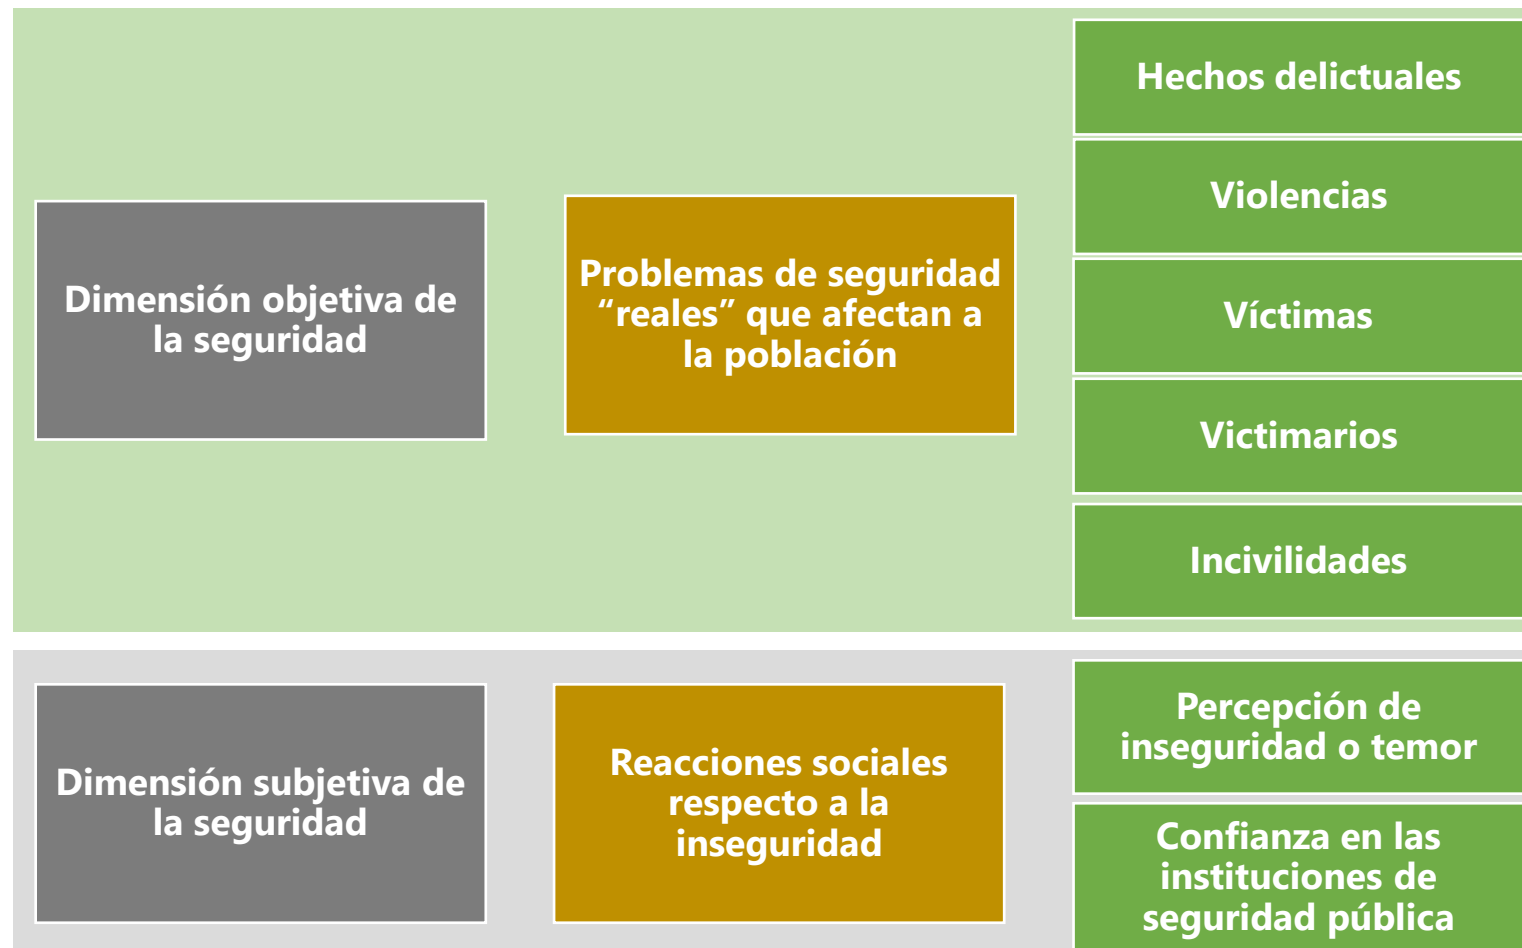 Dimensión objetiva de
la seguridad
Problemas de seguridad
“reales” que afectan a
la población
Hechos delictuales
Violencias
Víctimas
Victimarios
Incivilidades
Dimensión subjetiva de
la seguridad
Reacciones sociales
respecto a la
inseguridad
Percepción de
inseguridad o temor
Confianza en las
instituciones de
seguridad pública